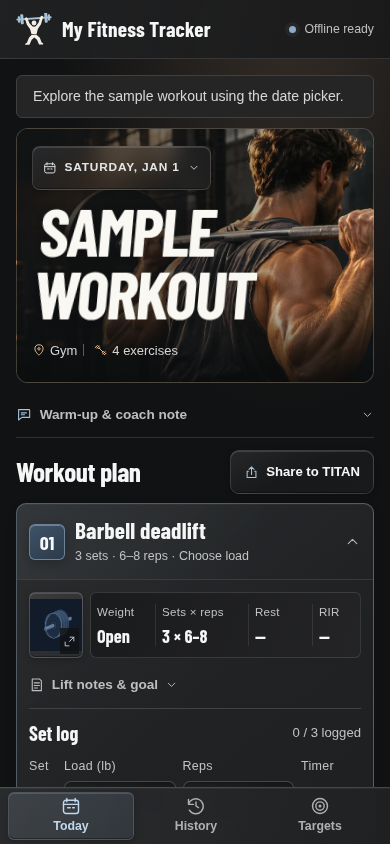 My Fitness Tracker
Offline ready
Explore the sample workout using the date picker.
SATURDAY, JAN 1
SAMPLE
WORKOUT
Gym
4 exercises
Warm-up & coach note
Workout plan
Share to TITAN
01
Barbell deadlift
3 sets · 6–8 reps · Choose load
Weight Sets × reps Rest RIR
Open 3 × 6–8 – –
Lift notes & goal
Set log
0 / 3 logged
Set Load (lb) Reps Timer
Today History Targets